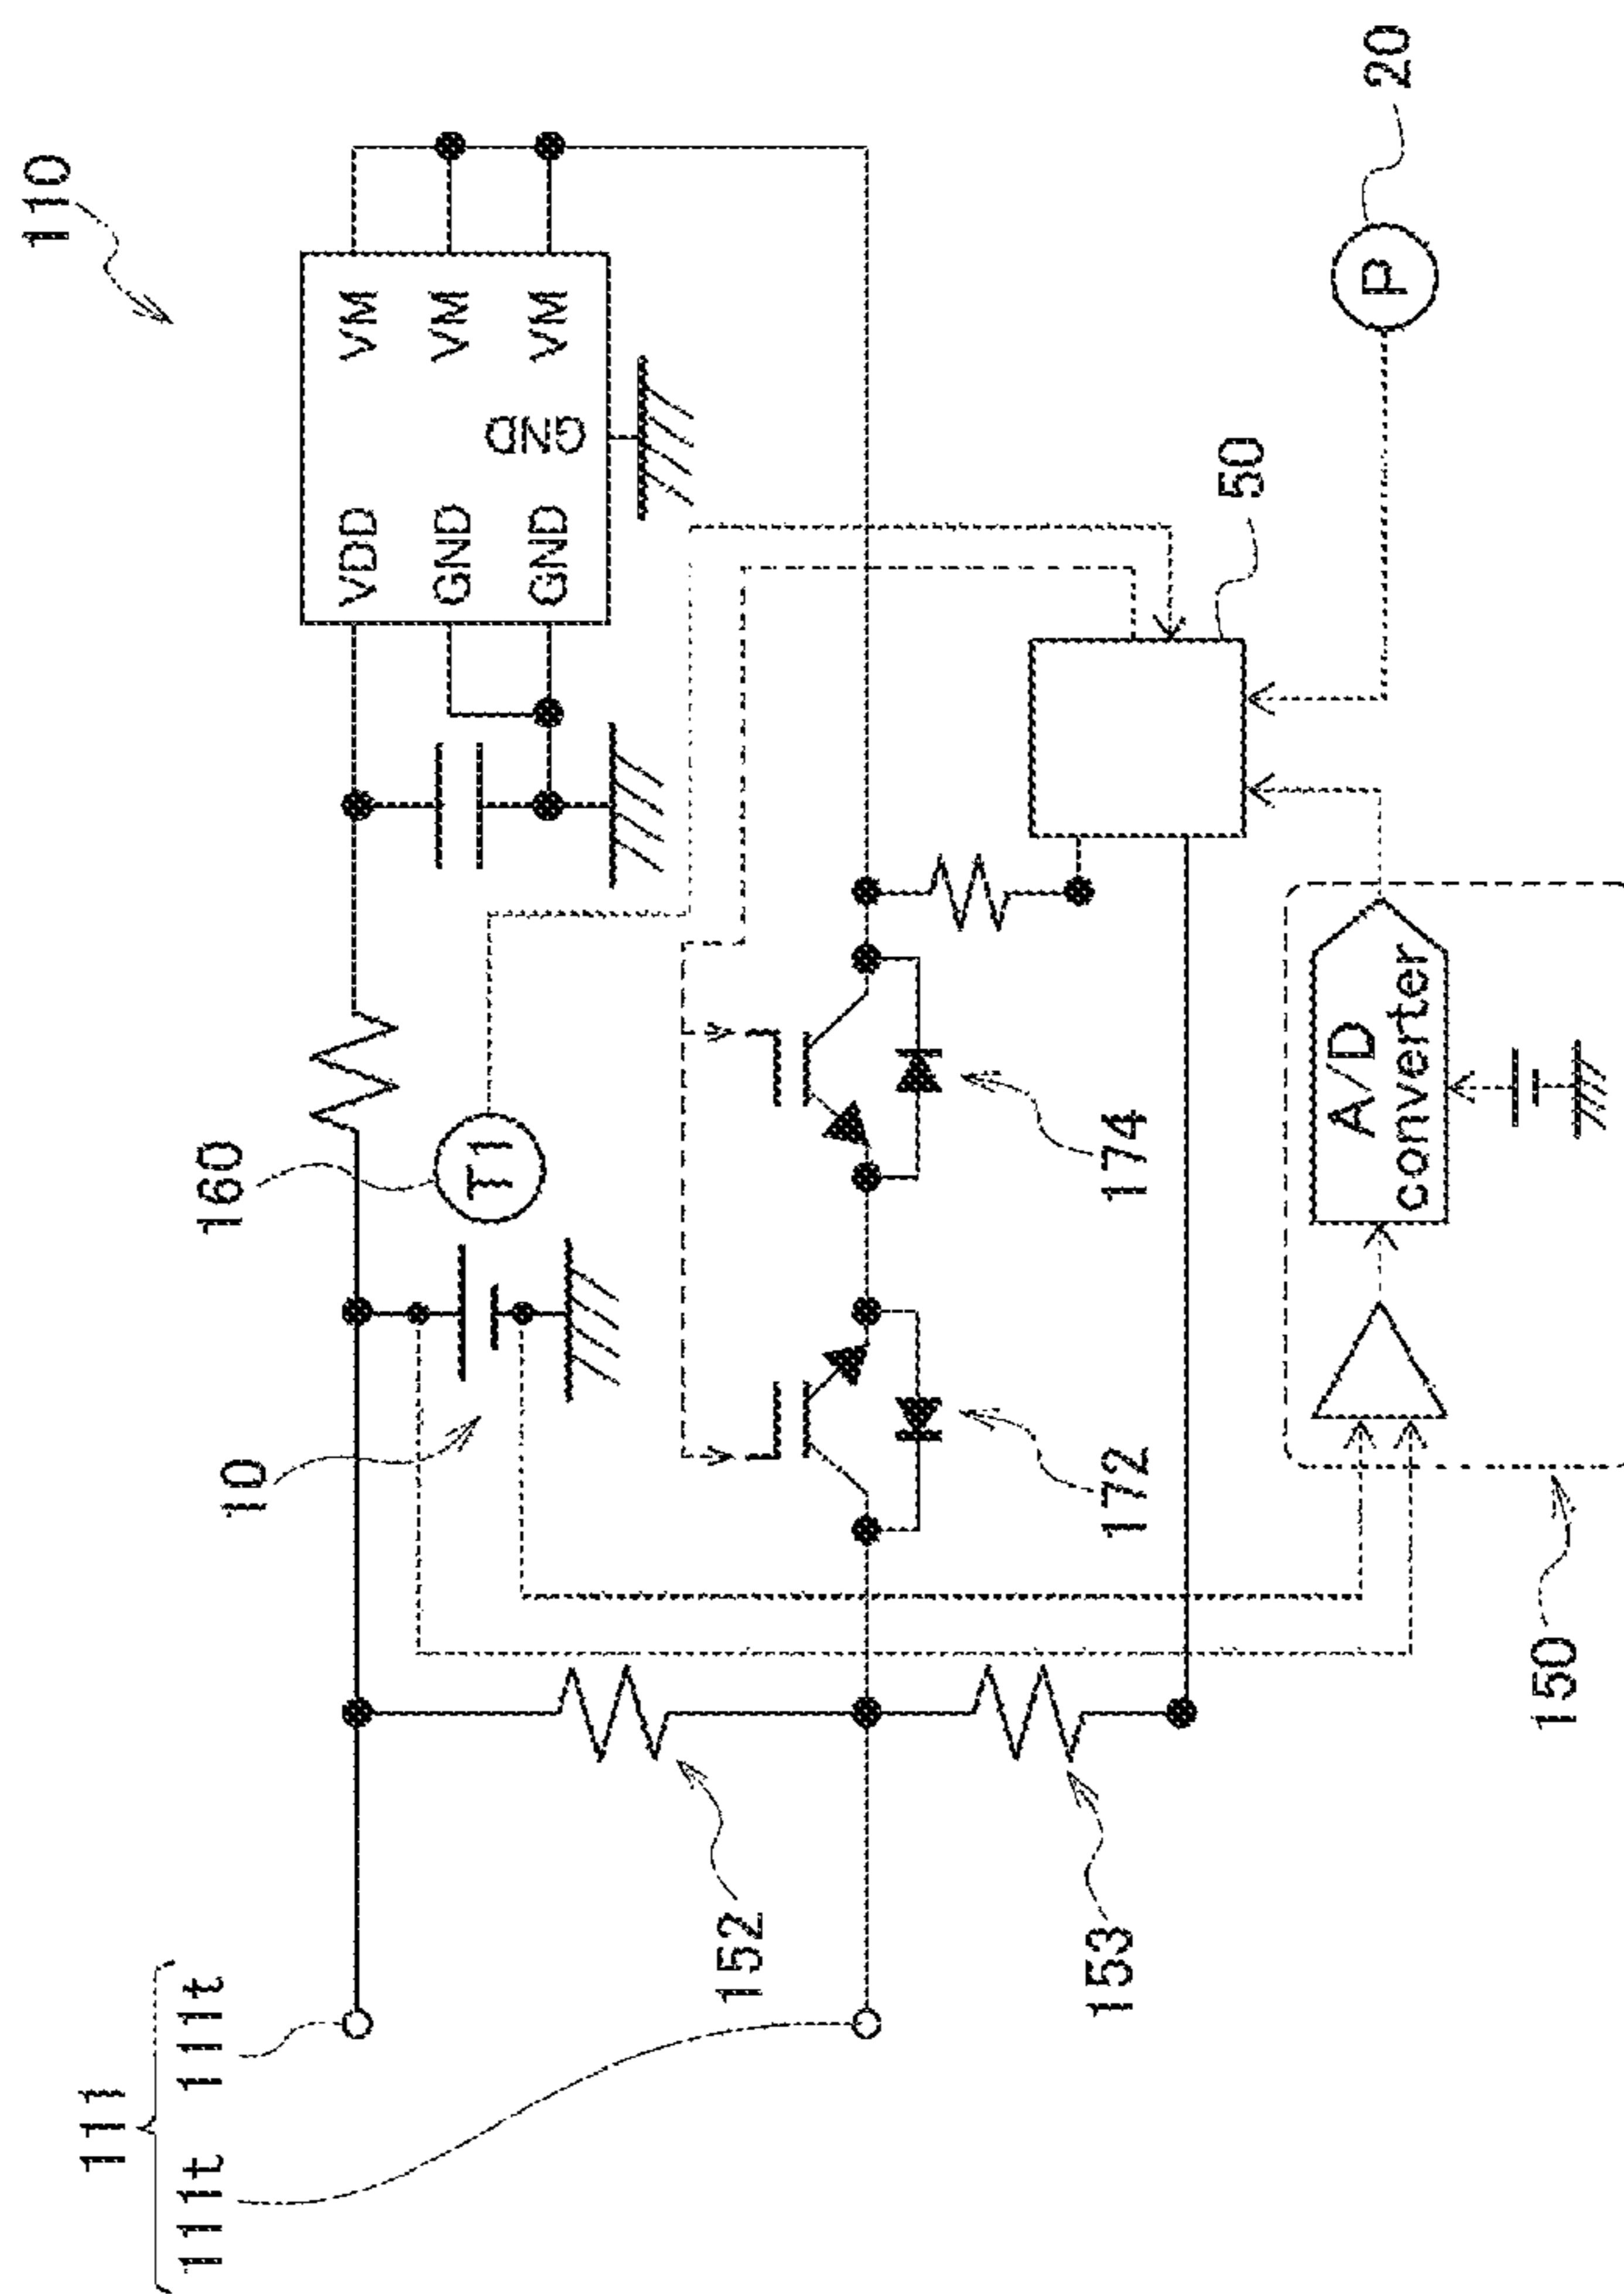 110
111
111t 111t
160
10
VDD VM
GND VM
T1
GND
GND VM
152
153
172
174
50
A/D
converter
P
20
150